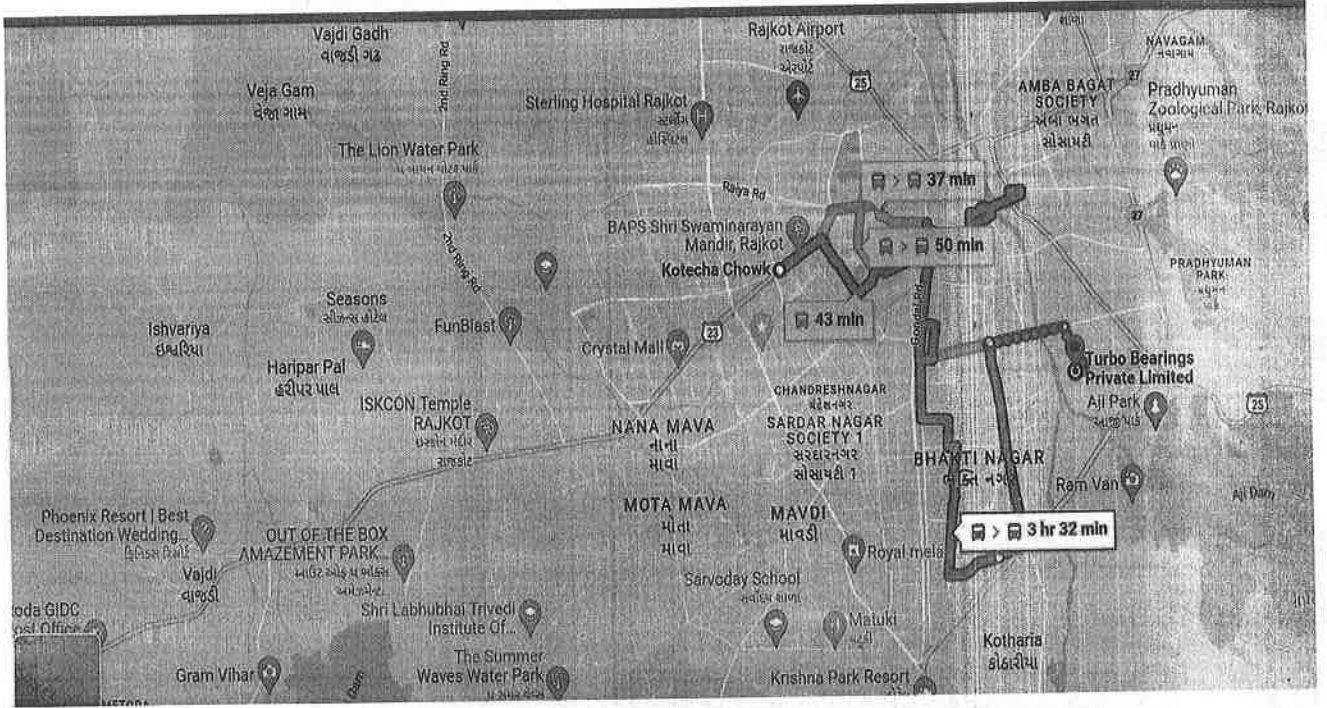 Vajdi Gadh
વાજડી ગઢ
Veja Gam
વેજા ગામ
2nd Ring Rd
The Lion Water Park
2nd Ring Rd
Sterling Hospital Rajkot
Rajkot Airport
રાજકોટ
એરપોર્ટ
25
NAVAGAM
27
AMBA BAGAT
SOCIETY
અંબા ભગત
સોસાયટી
Pradhyuman
Zoological Park, Rajko
37 min
Raiya Rd
27
BAPS Shri Swaminarayan
Mandir, Rajkot
50 min
Kotecha Chowk
PRADHYUMAN
PARK
Seasons
Ishvariya
ઇશ્વરિયા
FunBlast
43 min
Gondal Rd
23
Crystal Mall
Haripar Pal
હરીપર પાલ
Turbo Bearings
Private Limited
ISKCON Temple
RAJKOT
ઇસ્કોન મંદીર
રાજકોટ
CHANDRESHNAGAR
Aji Park
25
NANA MAVA
નાના
માવા
SARDAR NAGAR
SOCIETY 1
સરદારનગર
સોસાયટી 1
BHAKTI NAGAR
Ram Van
Aji Dam
MOTA MAVA
મોતા
માવા
MAVDI
માવડી
Phoenix Resort | Best
Destination Wedding...
OUT OF THE BOX
AMAZEMENT PARK...
3 hr 32 min
Royal mela
Vajdi
વાજડી
Sarvoday School
Shri Labhubhai Trivedi
Institute Of...
Matuki
Kotharia
કોઠારીયા
Gram Vihar
The Summer
Waves Water Park
Krishna Park Resort
Dam